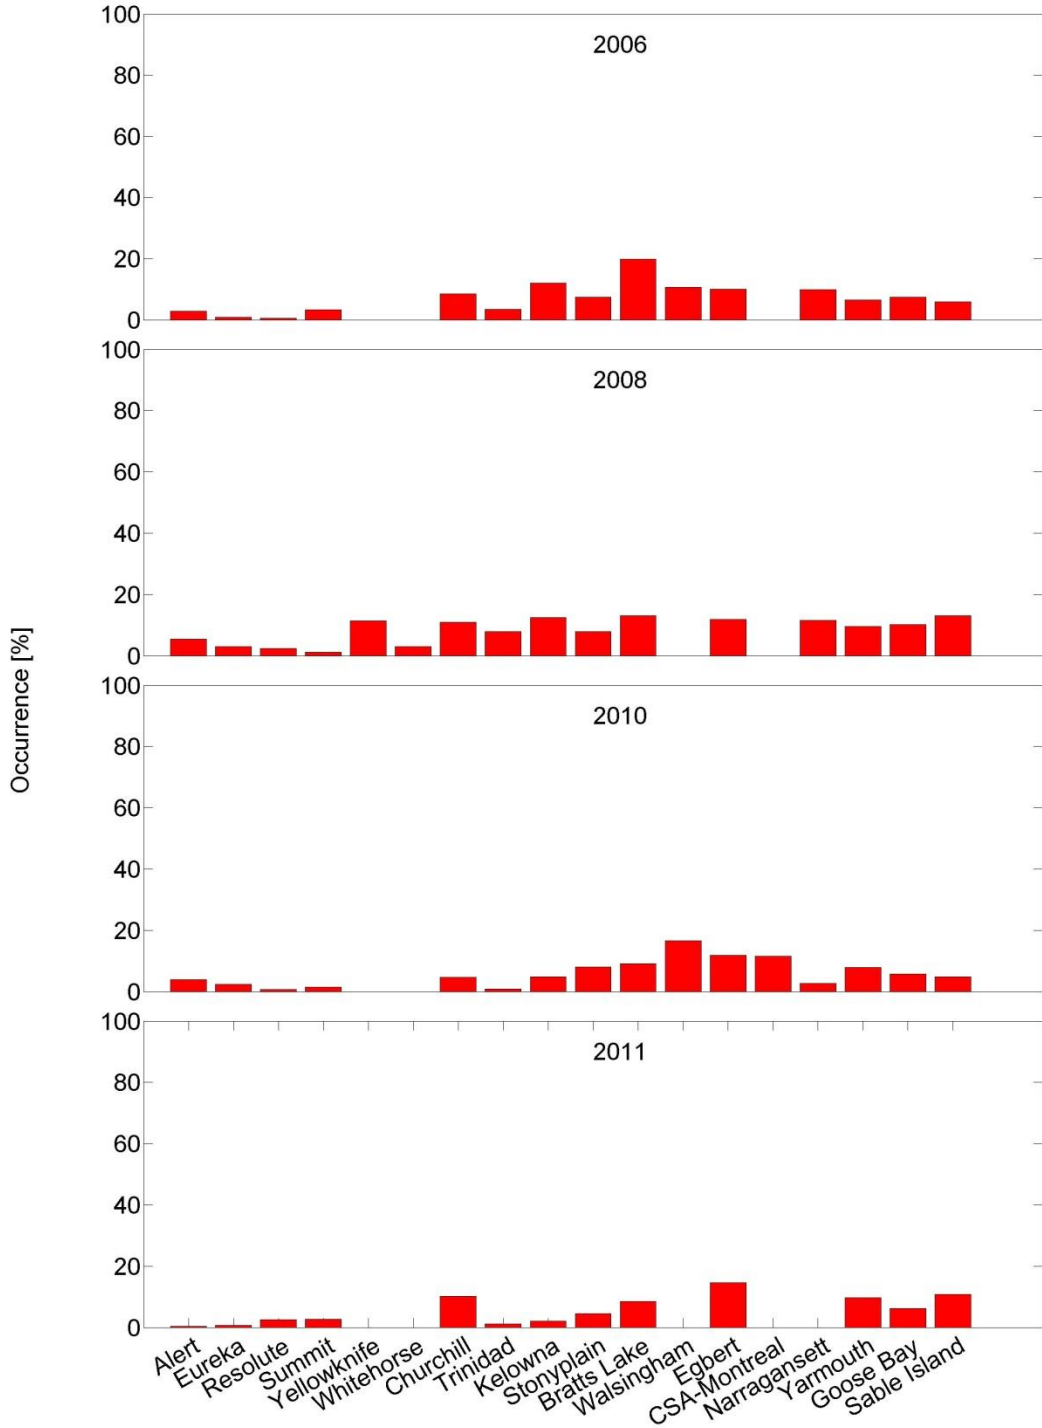 100
2006
80
60
40
20
0
100
2008
80
60
40
20
0
Occurrence [%]
100
2010
80
60
40
20
0
100
2011
80
60
40
20
0
Alert
Eureka
Resolute
Summit
Yellowknife
Whitehorse
Churchill
Trinidad
Kelowna
Stonyplain
Bratts Lake
Walsingham
Egbert
CSA-Montreal
Narragansett
Yarmouth
Goose Bay
Sable Island